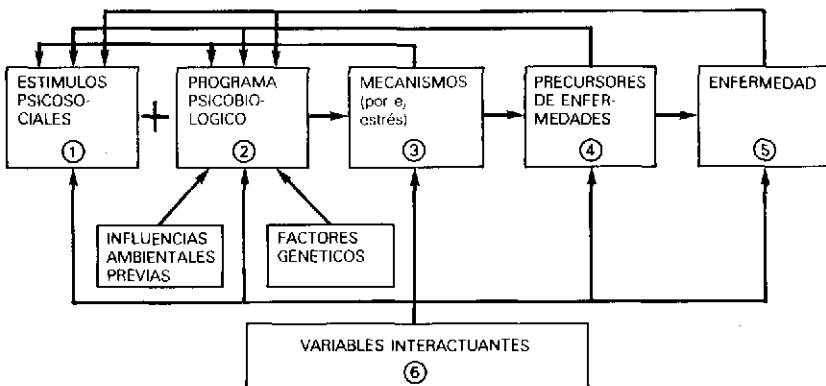 ESTIMULOS
PSICOSO-
CIALES
①
+
PROGRAMA
PSICOBIO-
LOGICO
②
MECANISMOS
(por e,
estrés)
③
PRECURSORES
DE ENFER-
MEDADES
④
ENFERMEDAD
⑤
INFLUENCIAS
AMBIENTALES
PREVIAS
FACTORES
GENETICOS
VARIABLES INTERACTUANTES
⑥